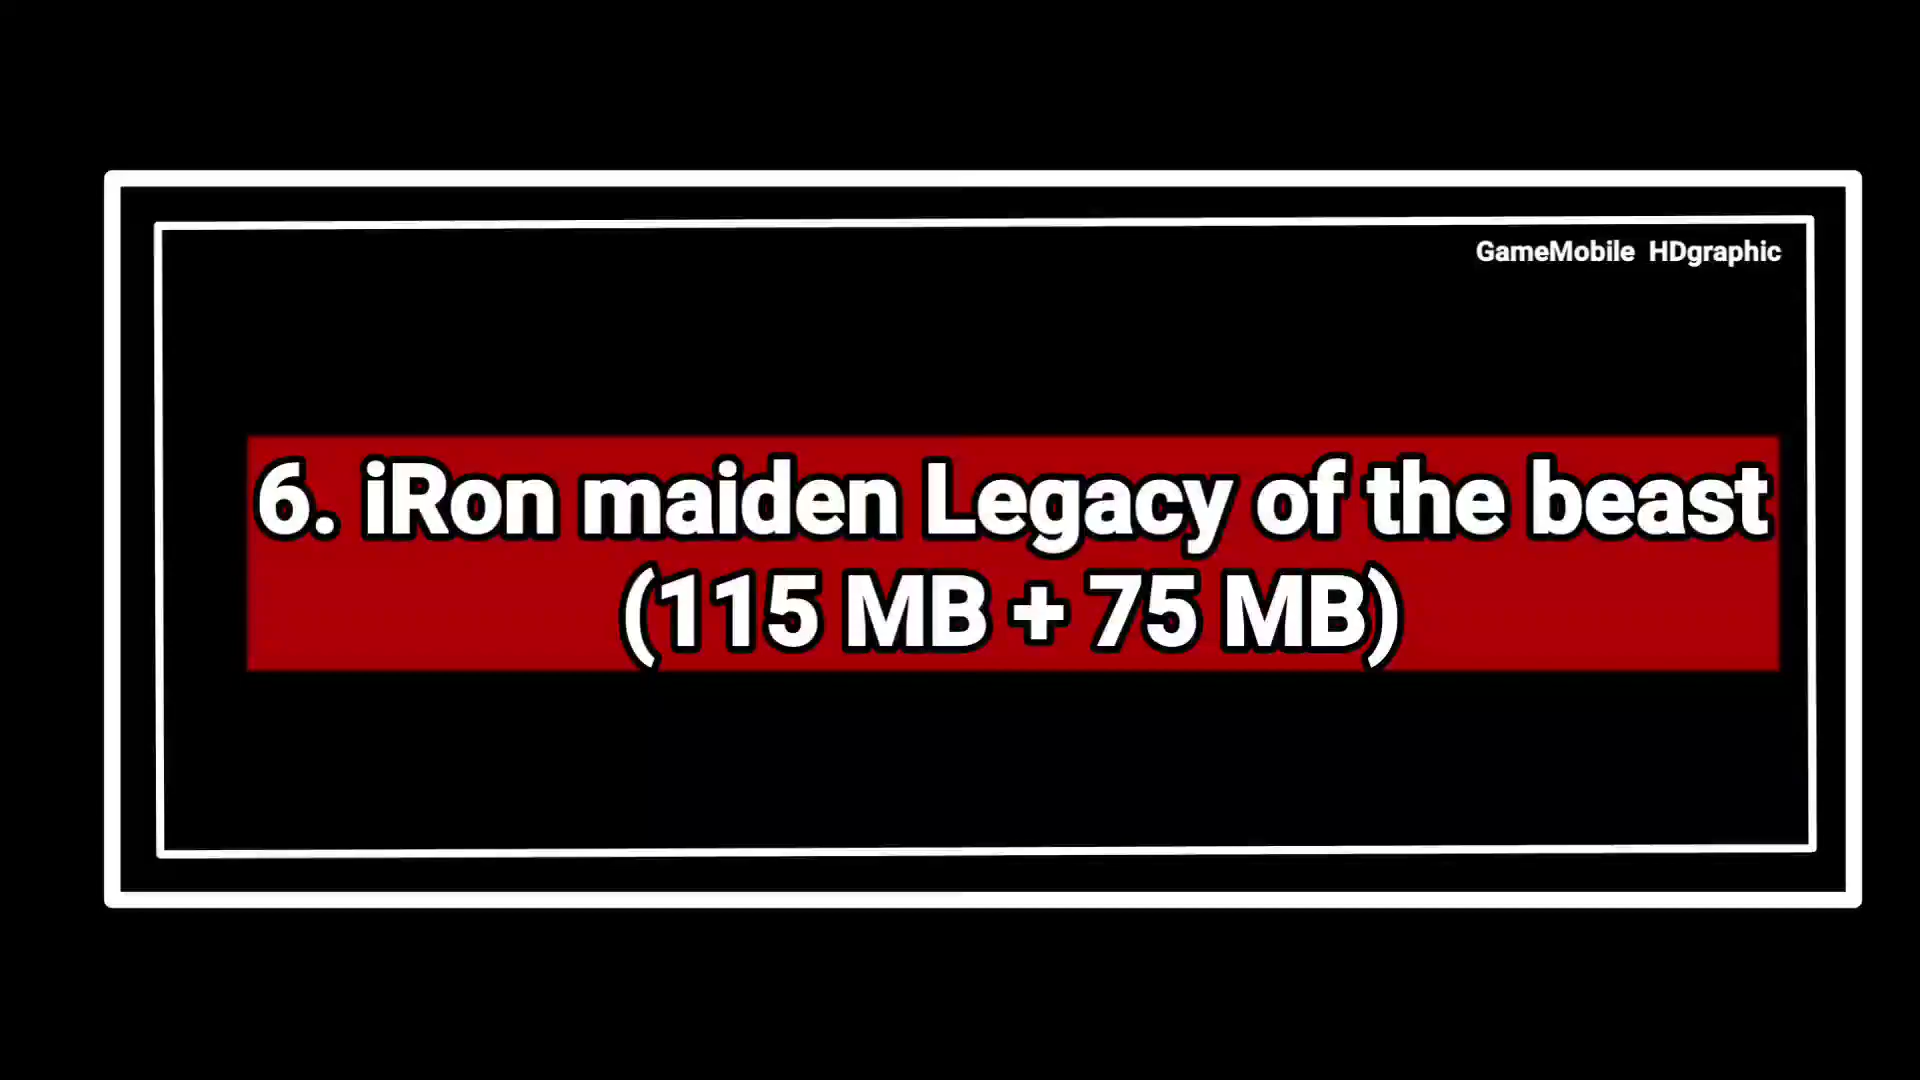 GameMobile HDgraphic
6. iRon maiden Legacy of the beast
(115 MB + 75 MB)